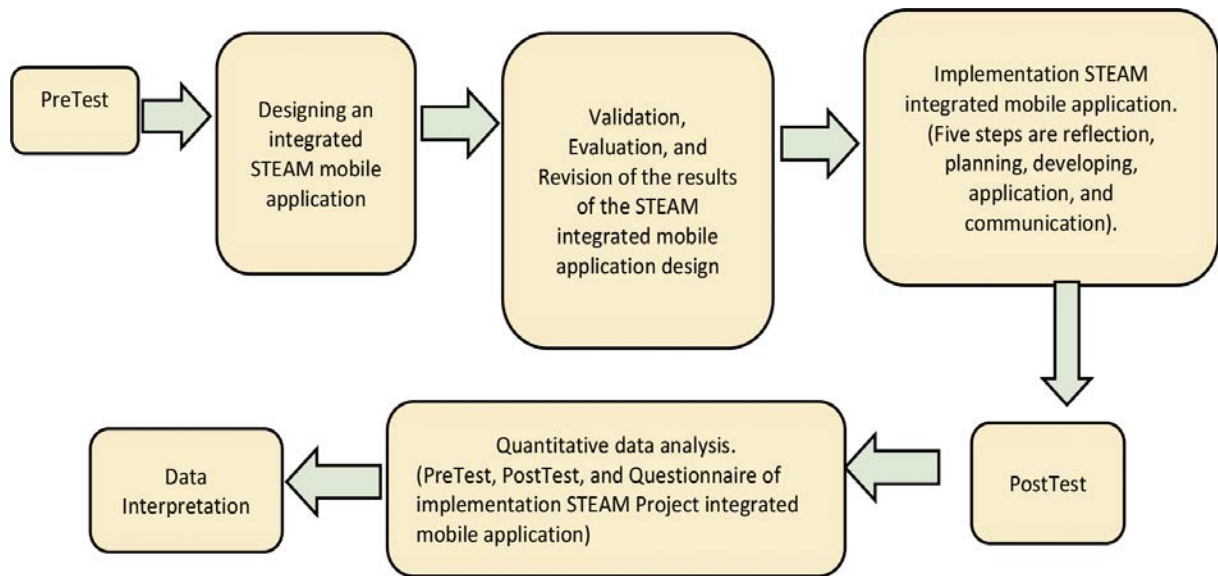 PreTest
Designing an
integrated
STEAM mobile
application
Validation,
Evaluation, and
Revision of the results
of the STEAM
integrated mobile
application design
Implementation STEAM
integrated mobile application.
(Five steps are reflection,
planning, developing,
application, and
communication).
PostTest
Quantitative data analysis.
(PreTest, PostTest, and Questionnaire of
implementation STEAM Project integrated
mobile application)
Data
Interpretation